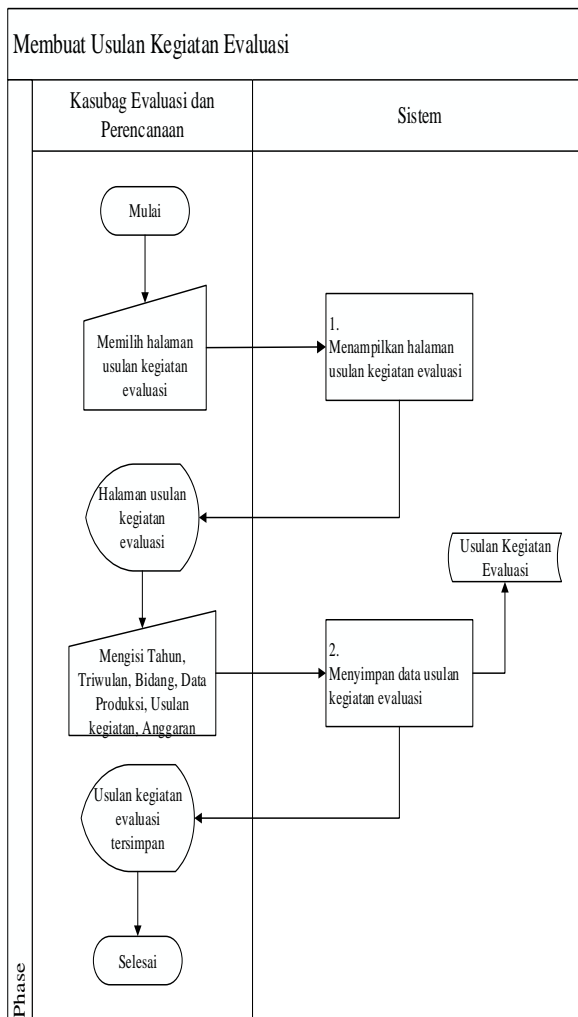 Membuat Usulan Kegiatan Evaluasi
Kasubag Evaluasi dan
Perencanaan
Sistem
Mulai
Memilih halaman
usulan kegiatan
evaluasi
1.
Menampilkan halaman
usulan kegiatan evaluasi
Halaman usulan
kegiatan
evaluasi
Usulan Kegiatan
Evaluasi
Mengisi Tahun,
Triwulan, Bidang, Data
Produksi, Usulan
kegiatan, Anggaran
2.
Menyimpan data usulan
kegiatan evaluasi
Usulan kegiatan
evaluasi
tersimpan
Selesai
Phase